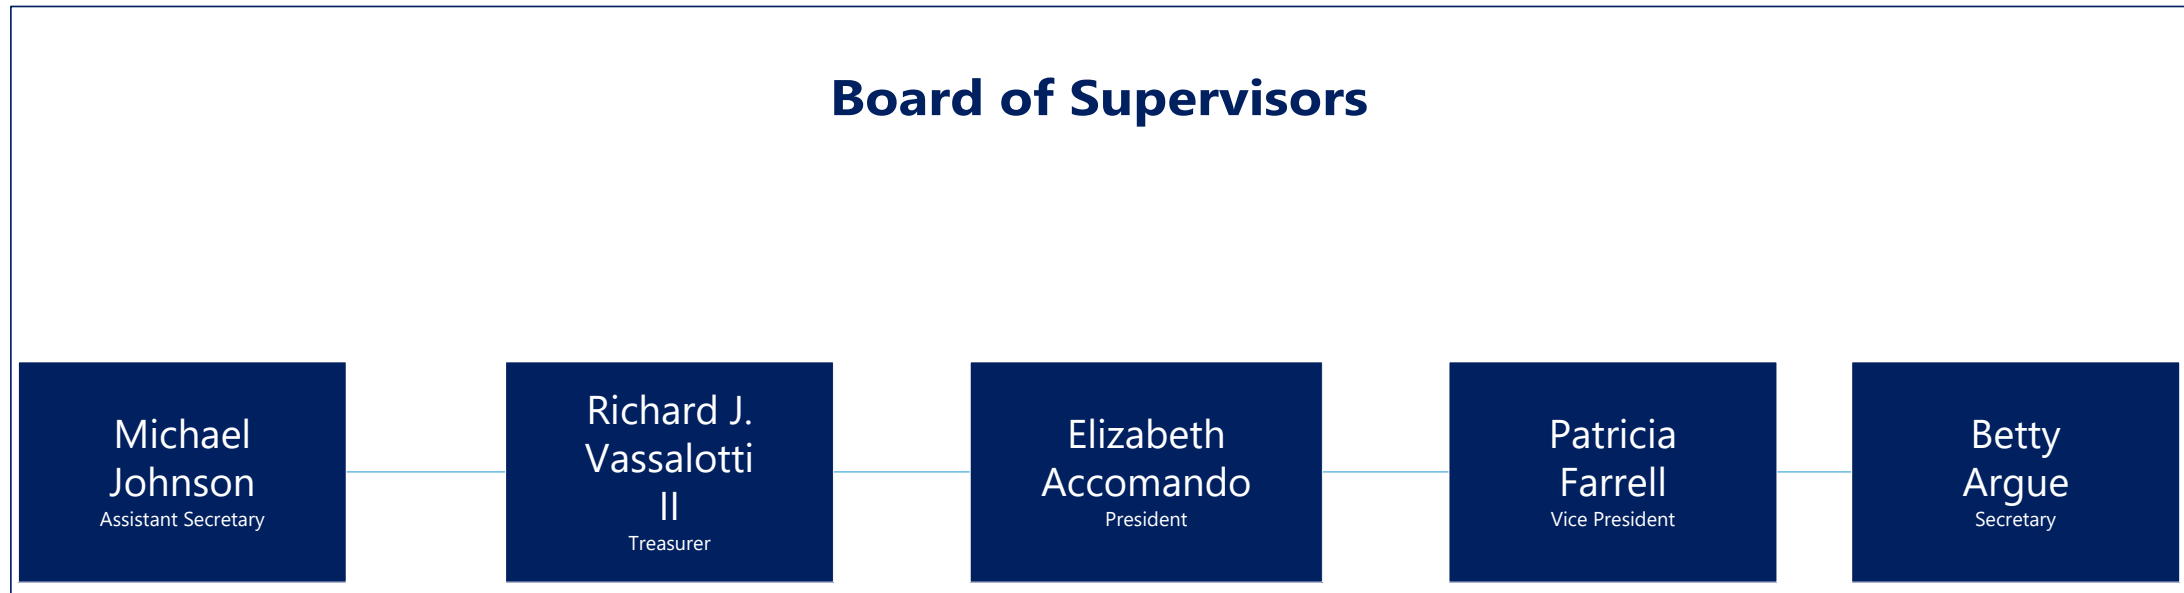 Board of Supervisors
Michael
Johnson
Assistant Secretary
Richard J.
Vassalotti
II
Treasurer
Elizabeth
Accomando
President
Patricia
Farrell
Vice President
Betty
Argue
Secretary